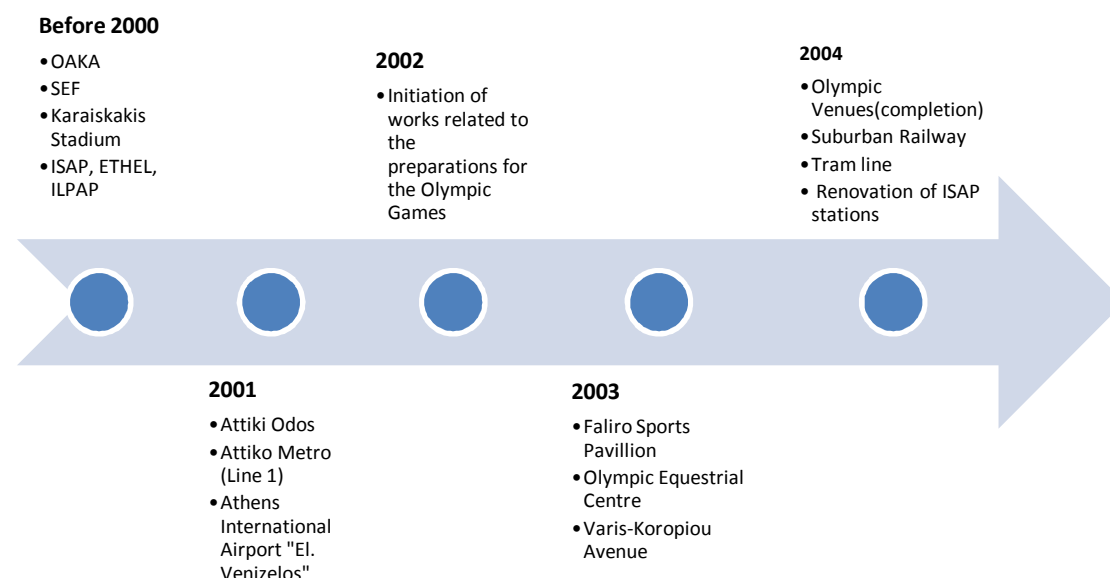 Before 2000
•OAKA
•SEF
•Karaiskakis
Stadium
•ISAP, ETHEL,
ILPAP
2001
•Attiki Odos
•Attiko Metro
(Line 1)
•Athens
International
Airport "El.
Venizelos"
2002
•Initiation of
works related to
the
preparations for
the Olympic
Games
2003
•Faliro Sports
Pavillion
•Olympic Equestrial
Centre
•Varis-Koropiou
Avenue
2004
•Olympic
Venues(completion)
•Suburban Railway
•Tram line
• Renovation of ISAP
stations